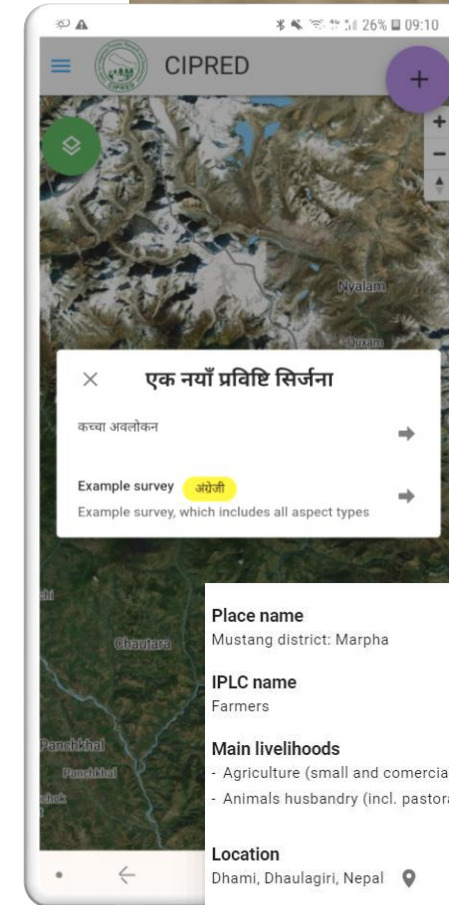 26% 09:10
CIPRED
Nyalam
एक नयाँ प्रविष्टि सिर्जना
कच्चा अवलोकन
Example survey अंग्रेजी
Example survey, which includes all aspect types
Chautara
Panchkhal
Panchkhal
Place name
Mustang district: Marpha
IPLC name
Farmers
Main livelihoods
- Agriculture (small and comercia
- Animals husbandry (incl. pastora
Location
Dhami, Dhaulagiri, Nepal